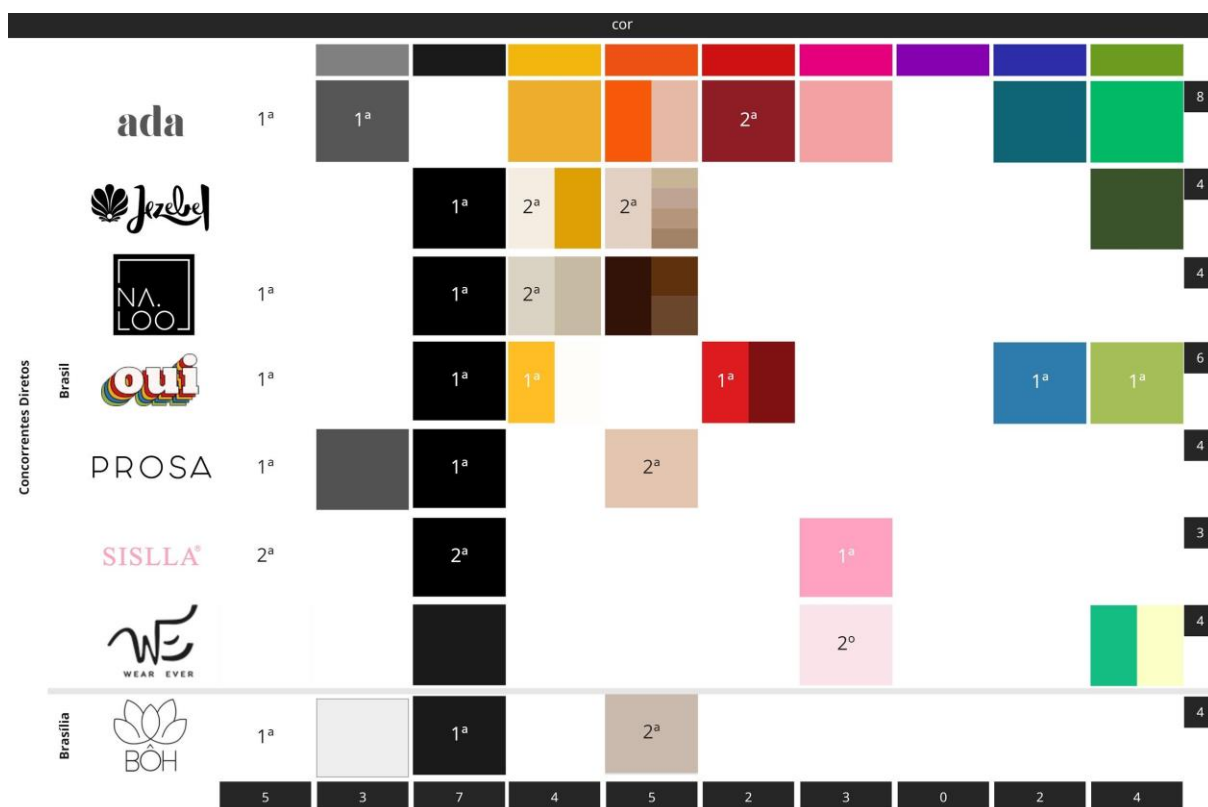 cor
ada 1ª 1ª 2ª 8
Jezebel 1ª 2ª 2ª 4
NA.
LOO 1ª 1ª 2ª 4
oui 1ª 1ª 1ª 1ª 1ª 1ª 6
PROSA 1ª 1ª 2ª 4
SISLLA® 2ª 2ª 1ª 3
WE
WEAR EVER 2º 4
BÔH 1ª 1ª 2ª 4
Concorrentes Diretos
Brasil
Brasília
5 3 7 4 5 2 3 0 2 4